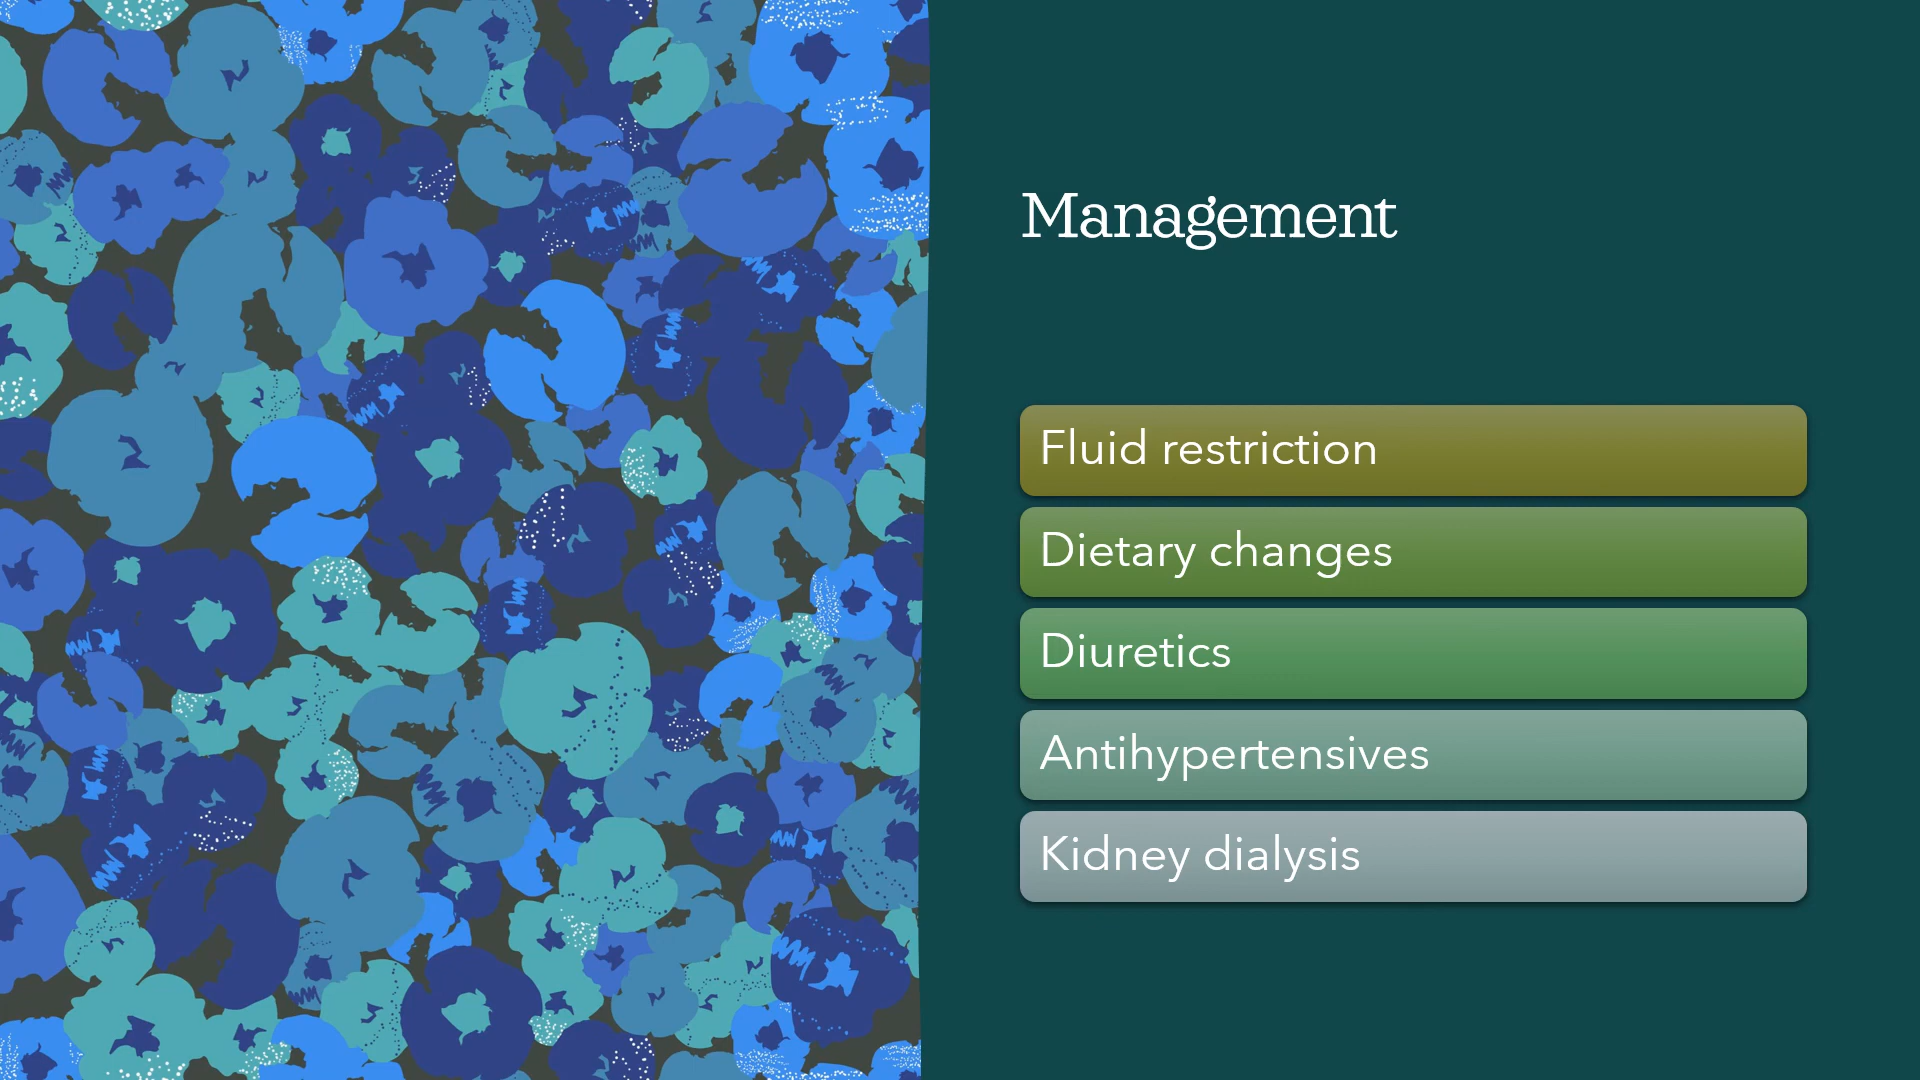 Management
Fluid restriction
Dietary changes
Diuretics
Antihypertensives
Kidney dialysis